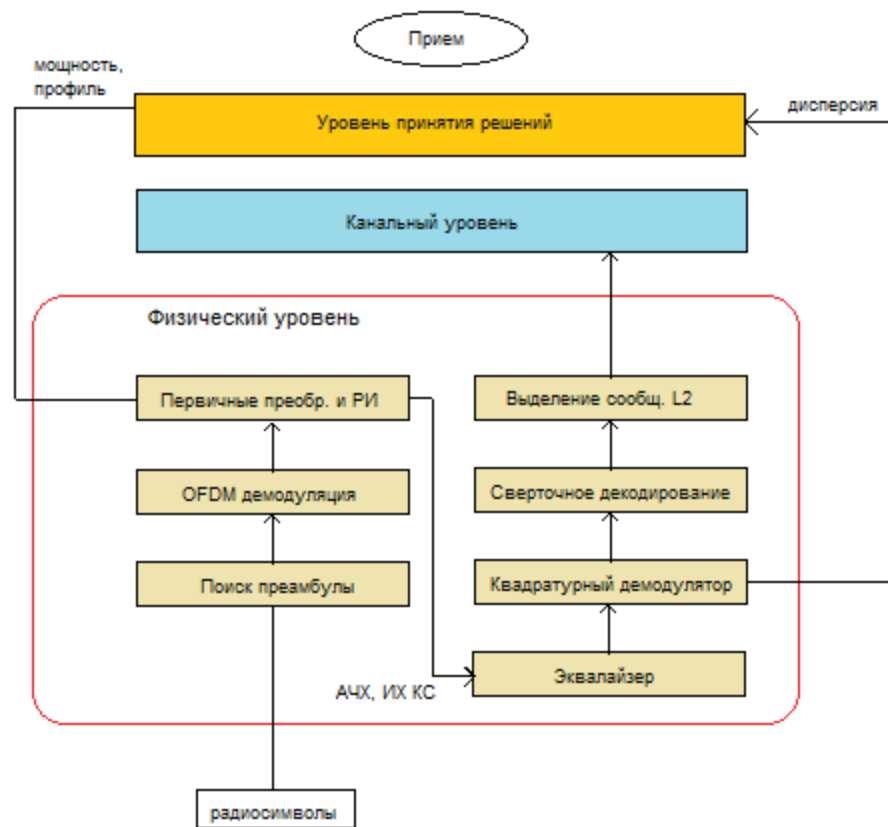 Прием
мощность,
профиль
Уровень принятия решений
дисперсия
Канальный уровень
Физический уровень
Первичные преобр. и РИ
Выделение сообщ. L2
OFDM демодуляция
Сверточное декодирование
Поиск преамбулы
Квадратурный демодулятор
Эквалайзер
АЧХ, ИХ КС
радиосимволы